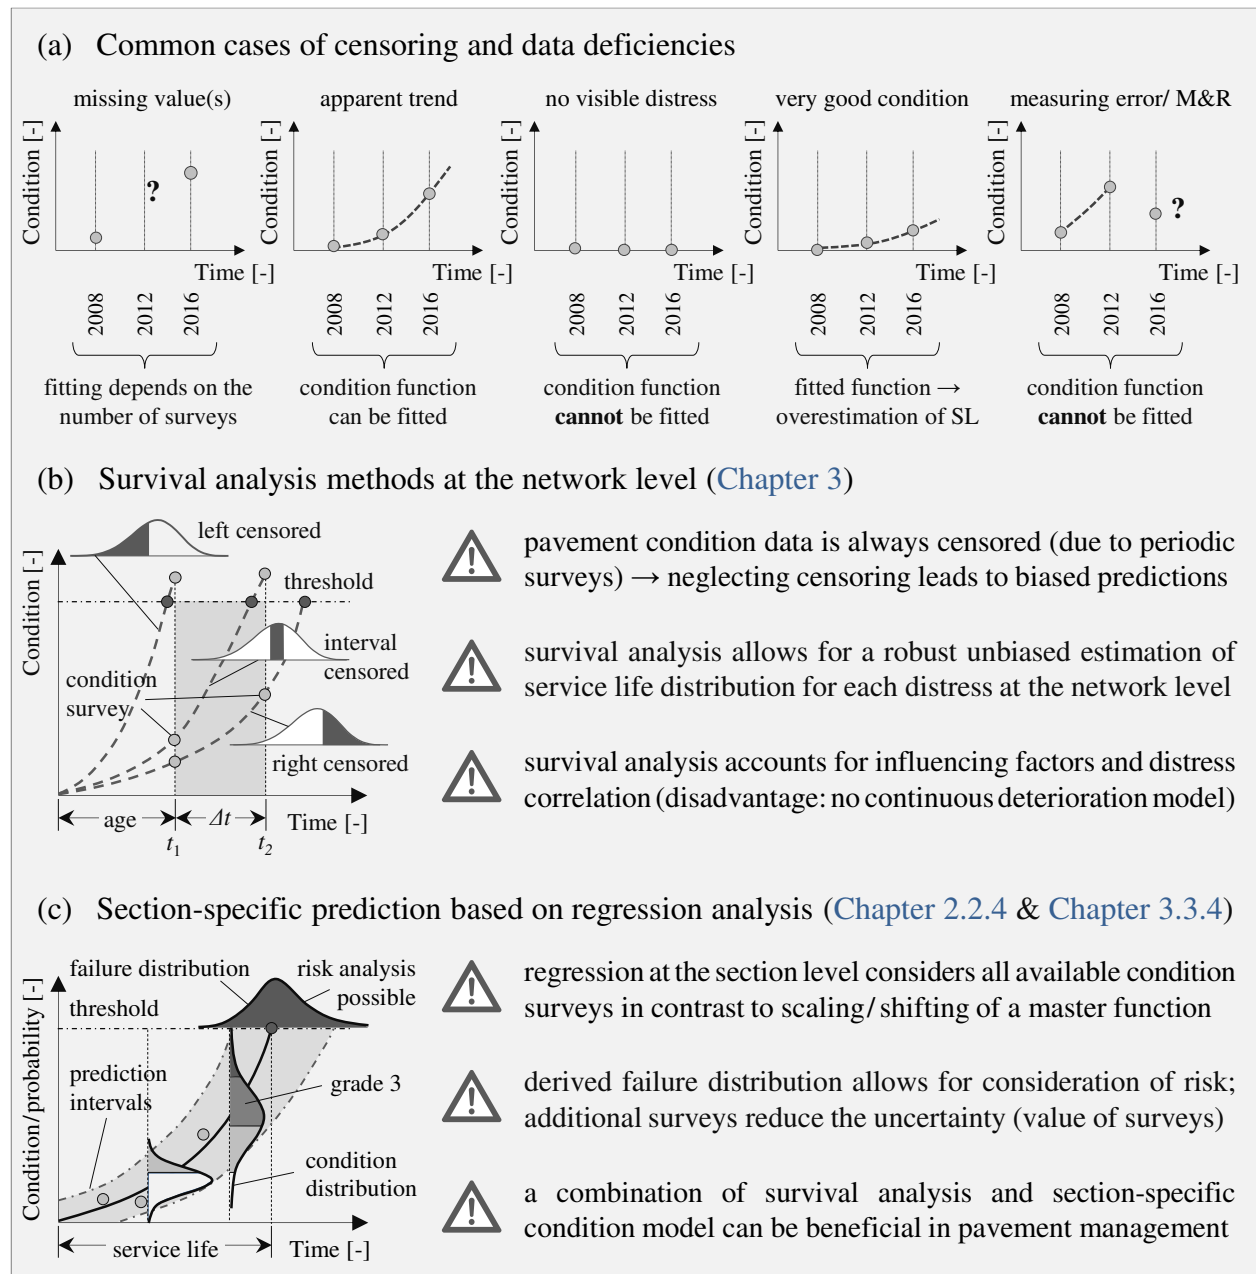 (a) Common cases of censoring and data deficiencies
missing value(s)
Condition [-]
?
Time [-]
2008
2012
2016
fitting depends on the
number of surveys
apparent trend
Condition [-]
Time [-]
2008
2012
2016
condition function
can be fitted
no visible distress
Condition [-]
Time [-]
2008
2012
2016
condition function
cannot be fitted
very good condition
Condition [-]
Time [-]
2008
2012
2016
fitted function →
overestimation of SL
measuring error/ M&R
Condition [-]
?
Time [-]
2008
2012
2016
condition function
cannot be fitted
(b) Survival analysis methods at the network level (Chapter 3)
left censored
Condition [-]
threshold
interval
censored
condition
survey
right censored
age
Δt
Time [-]
t1
t2
pavement condition data is always censored (due to periodic
surveys) → neglecting censoring leads to biased predictions
survival analysis allows for a robust unbiased estimation of
service life distribution for each distress at the network level
survival analysis accounts for influencing factors and distress
correlation (disadvantage: no continuous deterioration model)
(c) Section-specific prediction based on regression analysis (Chapter 2.2.4 & Chapter 3.3.4)
failure distribution
risk analysis
possible
threshold
Condition/probability [-]
prediction
intervals
grade 3
condition
distribution
service life
Time [-]
regression at the section level considers all available condition
surveys in contrast to scaling/shifting of a master function
derived failure distribution allows for consideration of risk;
additional surveys reduce the uncertainty (value of surveys)
a combination of survival analysis and section-specific
condition model can be beneficial in pavement management